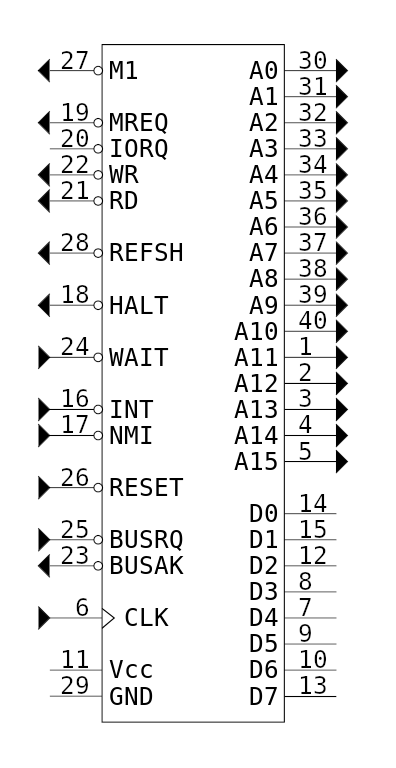 27 M1 A0 30
A1 31
19 MREQ A2 32
20 IORQ A3 33
22 WR A4 34
21 RD A5 35
A6 36
28 REFSH A7 37
A8 38
18 HALT A9 39
A10 40
24 WAIT A11 1
A12 2
16 INT A13 3
17 NMI A14 4
A15 5
26 RESET
D0 14
25 BUSRQ D1 15
23 BUSAK D2 12
D3 8
6 CLK D4 7
D5 9
11 Vcc D6 10
29 GND D7 13